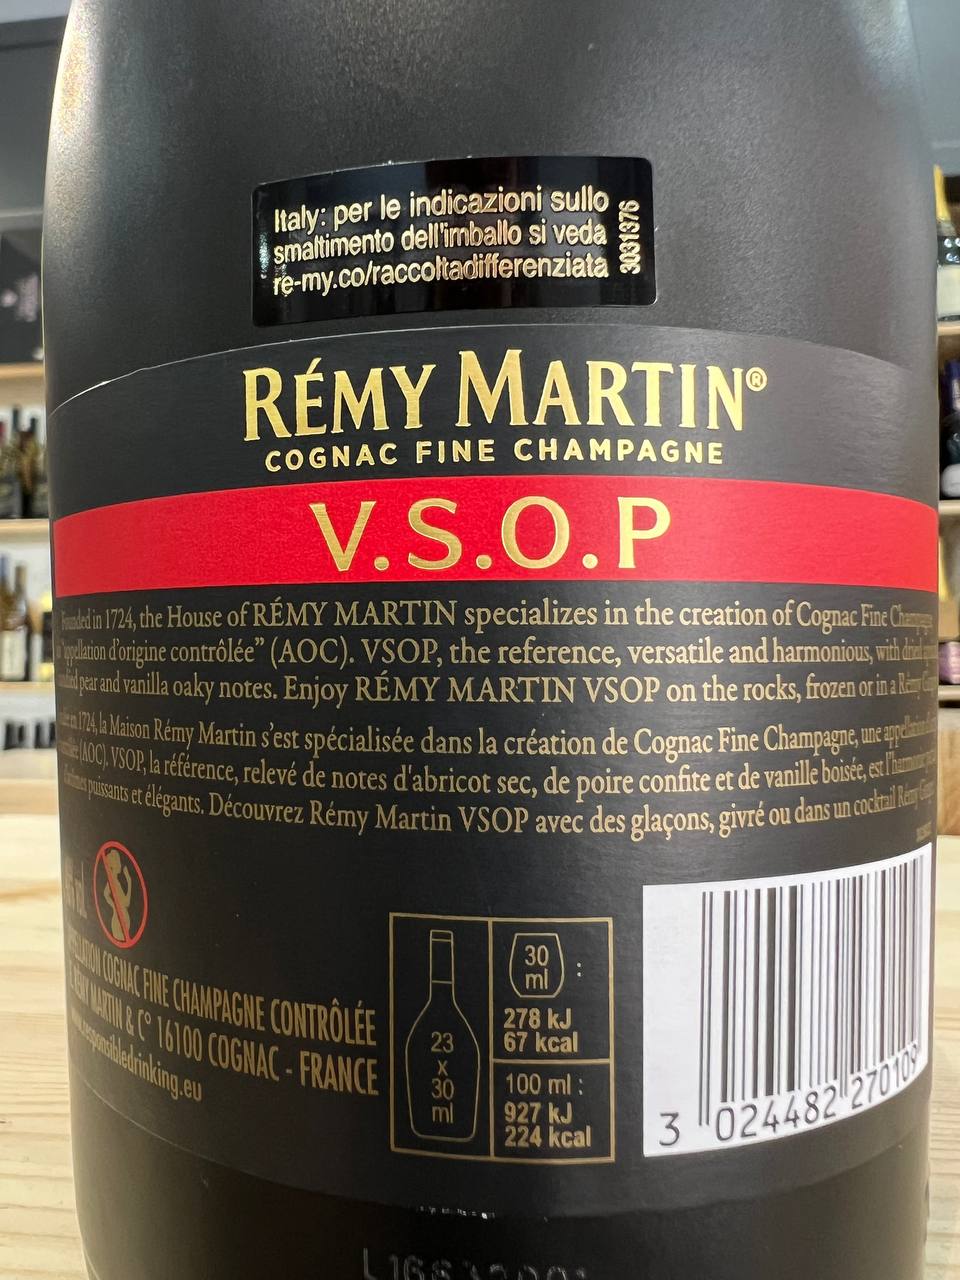 Italy: per le indicazioni sullo
smaltimento dell'imballo si veda
re-my.co/raccoltadifferenziata
3031376
RÉMY MARTIN®
COGNAC FINE CHAMPAGNE
V.S.O.P
Founded in 1724, the House of RÉMY MARTIN specializes in the creation of Cognac Fine
"appellation d'origine contrôlée" (AOC). VSOP, the reference, versatile and harmonious, with dried
pear and vanilla oaky notes. Enjoy RÉMY MARTIN VSOP on the rocks, frozen or in a Rémy
en 1724, la Maison Rémy Martin s'est spécialisée dans la création de Cognac Fine Champagne, une appellation
(AOC). VSOP, la référence, relevé de notes d'abricot sec, de poire confite et de vanille boisée, est l'harmonie
puissants et élégants. Découvrez Rémy Martin VSOP avec des glaçons, givré ou dans un cocktail Rémy
vol.
APPELLATION COGNAC FINE CHAMPAGNE CONTRÔLÉE
RÉMY MARTIN & C° 16100 COGNAC - FRANCE
www.responsibledrinking.eu
23
x
30
ml
30
ml :
278 kJ
67 kcal
100 ml :
927 kJ
224 kcal
3 024482 270109